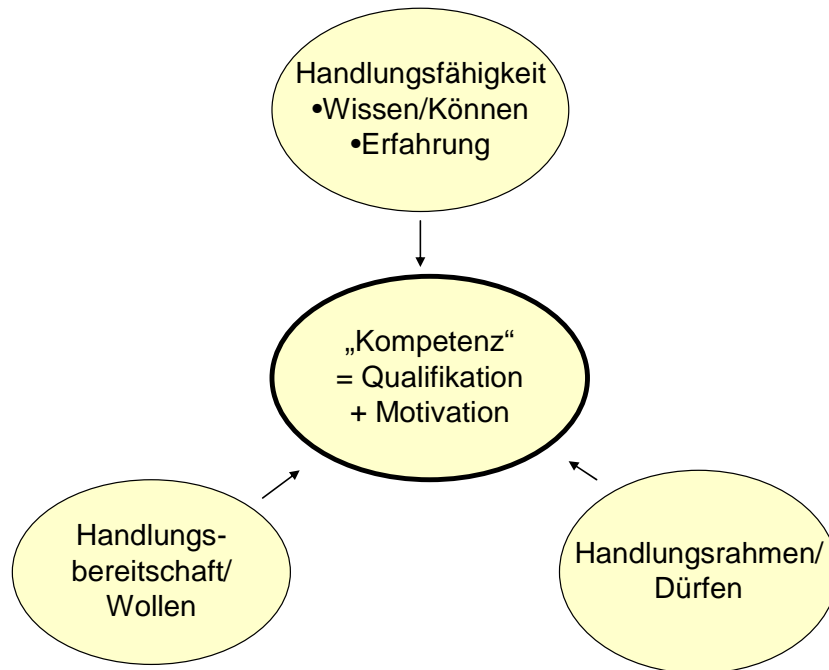 Handlungsfähigkeit
•Wissen/Können
•Erfahrung
„Kompetenz“
= Qualifikation
+ Motivation
Handlungs-
bereitschaft/
Wollen
Handlungsrahmen/
Dürfen